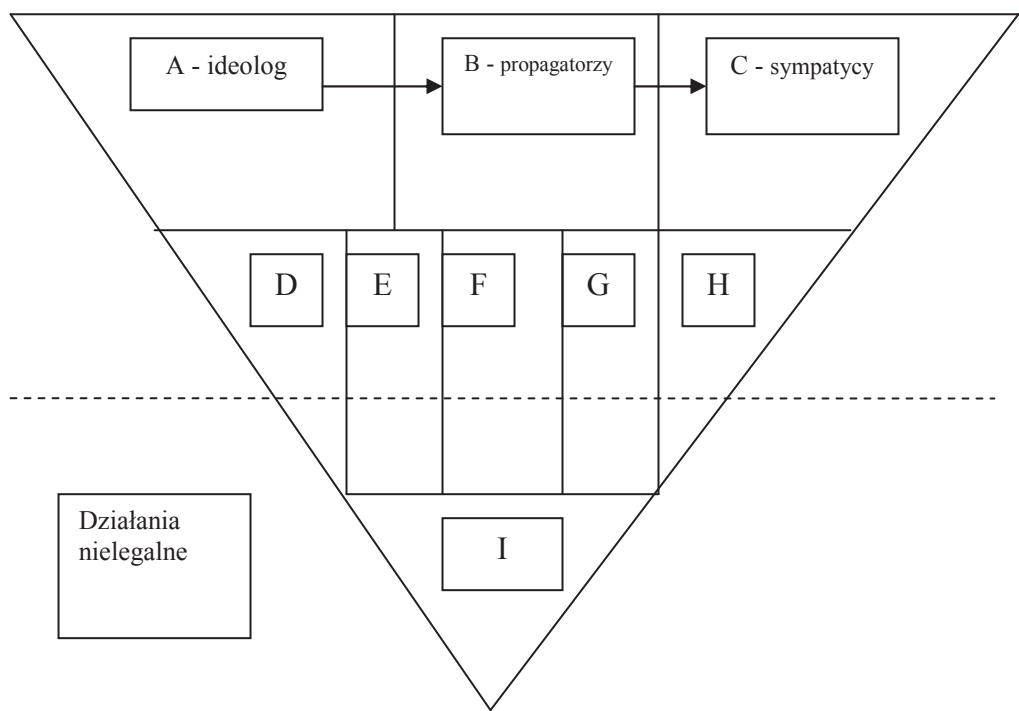 A - ideolog
B - propagatorzy
C - sympatycy
D
E
F
G
H
Działania
nielegalne
I